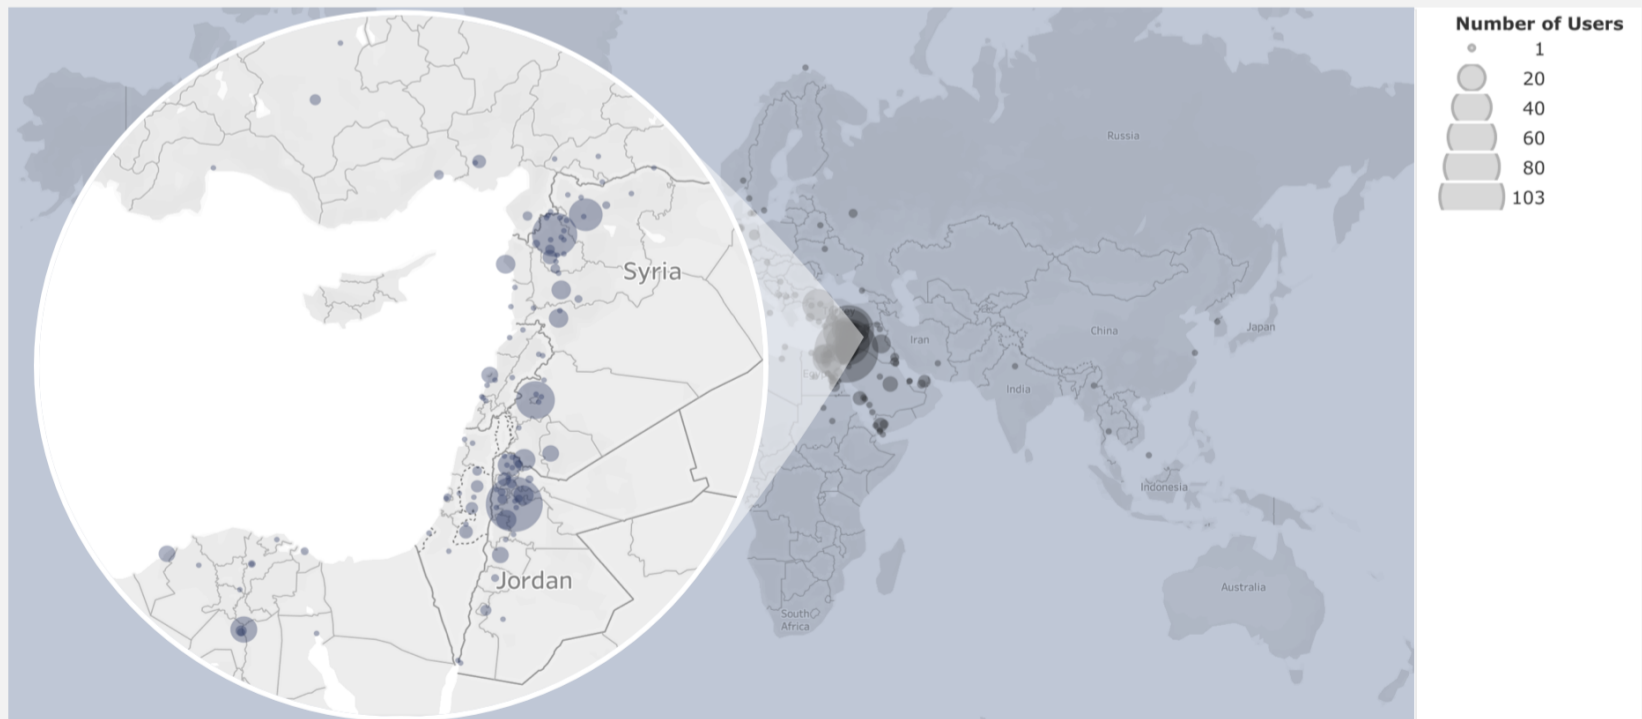 Number of Users
1
20
40
60
80
103
Russia
Syria
China
Japan
Iran
India
Indonesia
Jordan
Australia
South
Africa